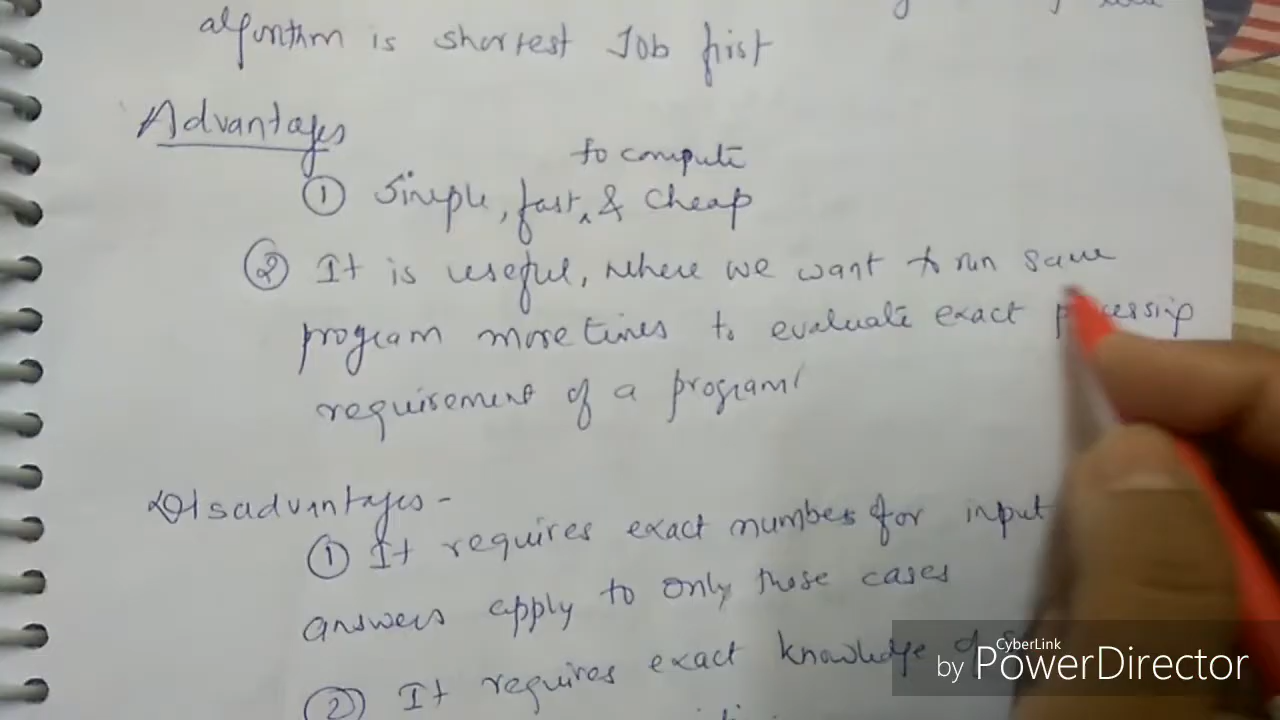 algorithm is shortest Job first
Advantages
to compute
① Simple, fast, & cheap
② It is useful, where we want to run same
program more times to evaluate exact processing
requirement of a program
Disadvantages -
① It requires exact number for input
answers apply to only those cases
② It requires exact knowledge of
CyberLink
by PowerDirector